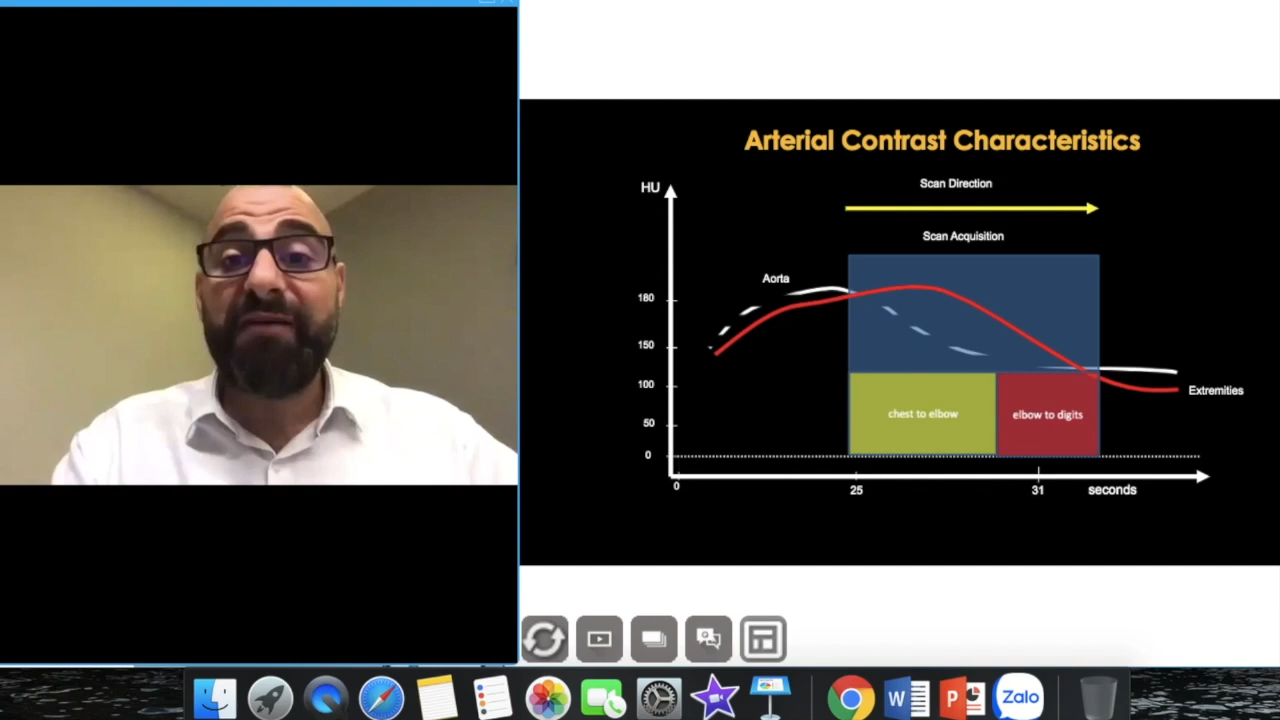 Arterial Contrast Characteristics
HU
Scan Direction
Scan Acquisition
Aorta
180
150
100
50
0
chest to elbow
elbow to digits
Extremities
0
25
31
seconds
W
P
Zalo